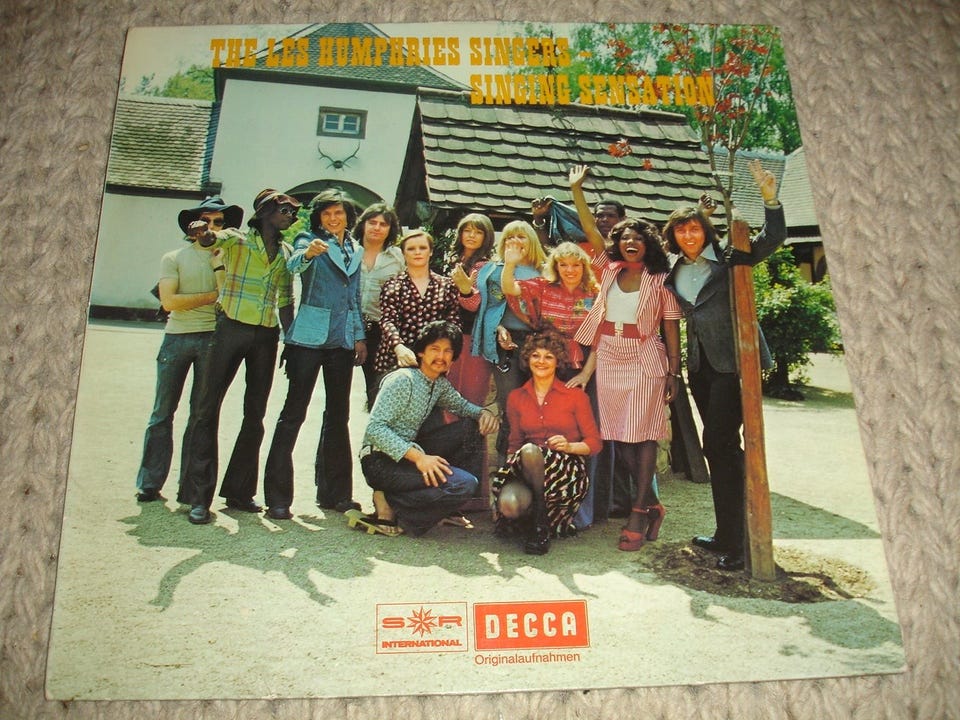 THE LES HUMPHRIES SINGERS -
SINGING SENSATION
S R
INTERNATIONAL
DECCA
Originalaufnahmen